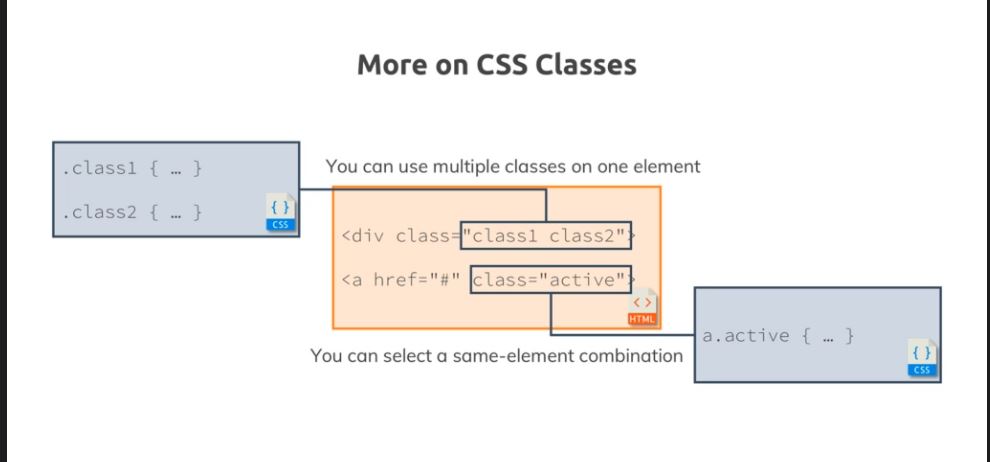 More on CSS Classes
.class1 { … }
.class2 { … }
CSS
You can use multiple classes on one element
<div class="class1 class2">
<a href="#" class="active">
HTML
You can select a same-element combination
a.active { … }
CSS